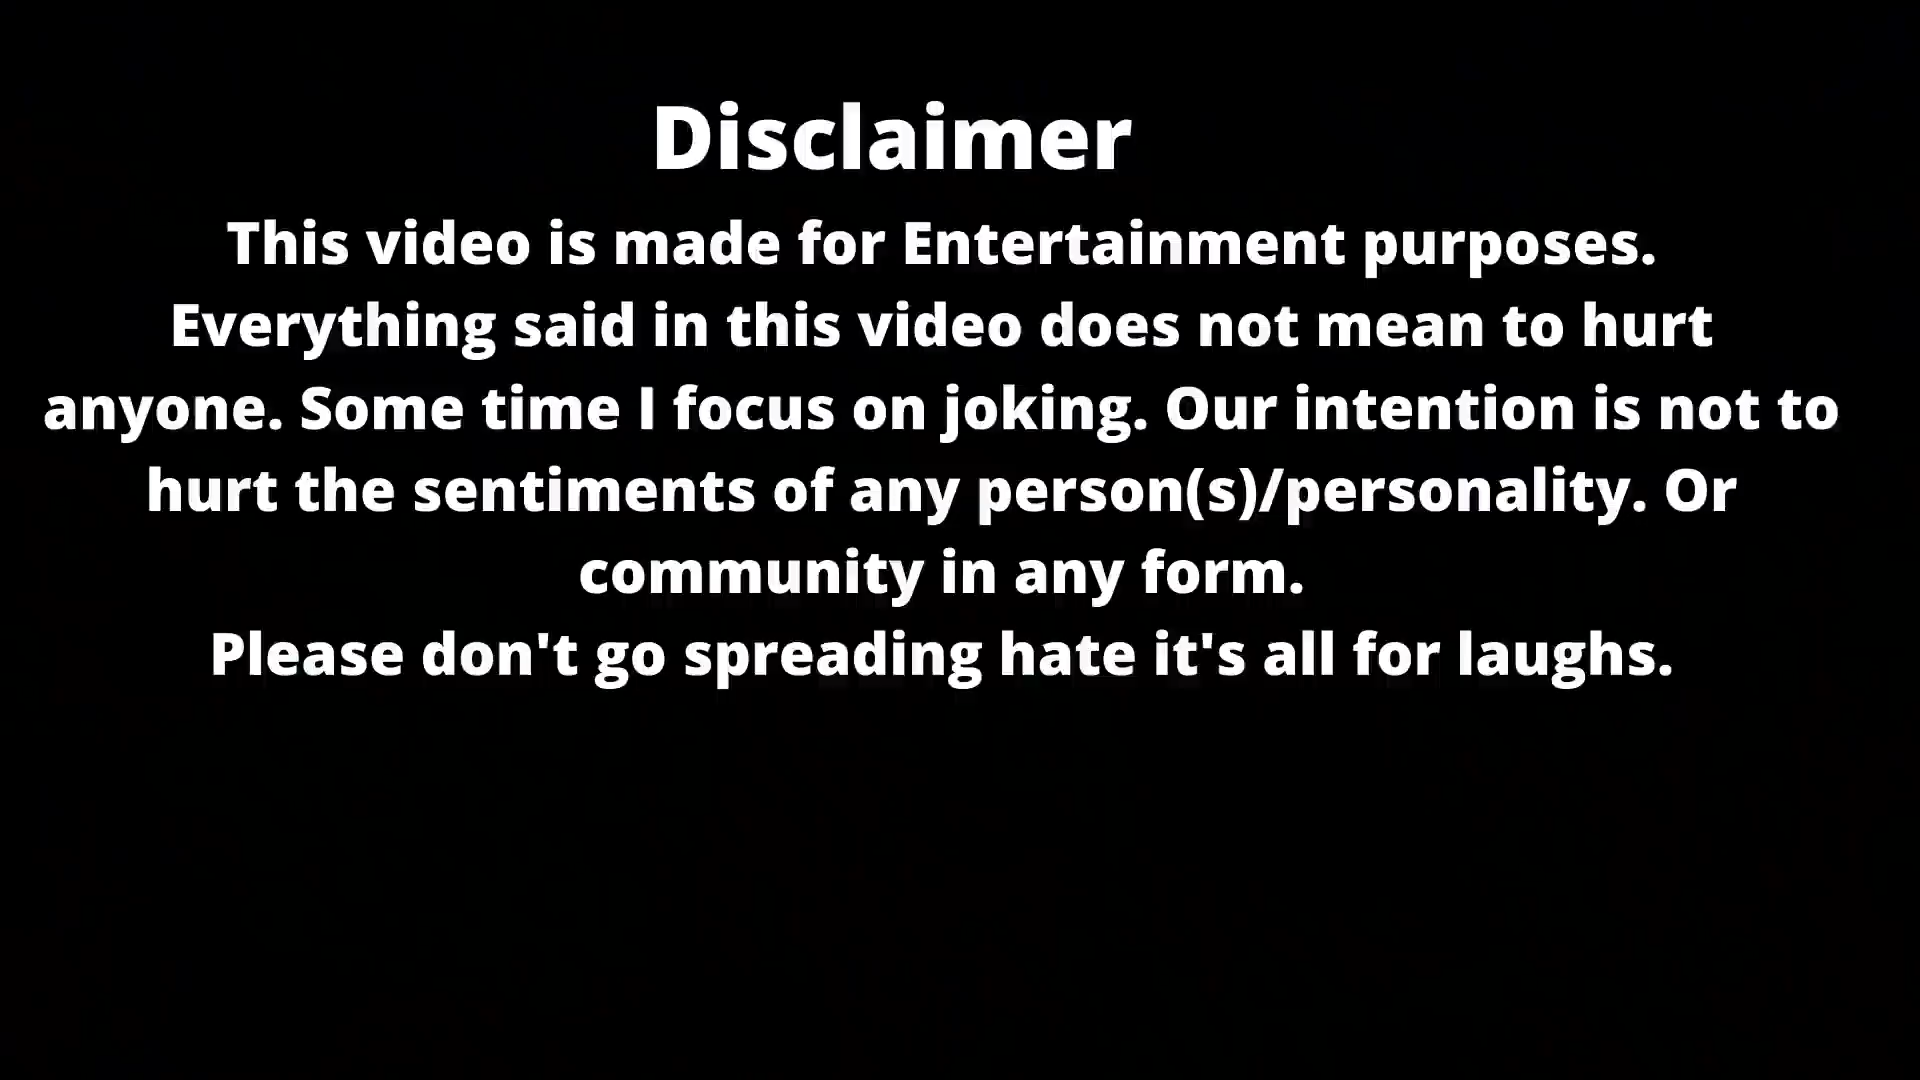 Disclaimer
This video is made for Entertainment purposes.
Everything said in this video does not mean to hurt
anyone. Some time I focus on joking. Our intention is not to
hurt the sentiments of any person(s)/personality. Or
community in any form.
Please don't go spreading hate it's all for laughs.